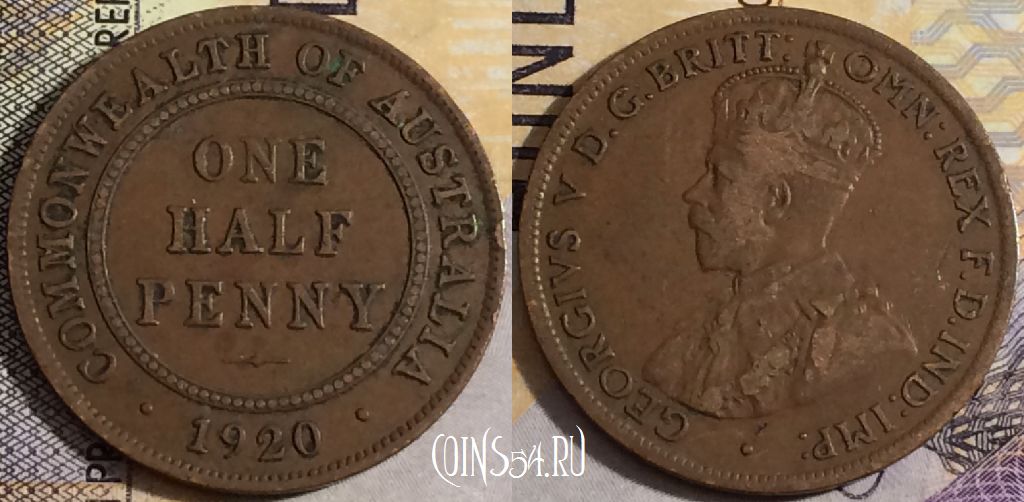 COMMONWEALTH OF AUSTRALIA
ONE
HALF
PENNY
1920
GEORGIVS V D.G.BRITT: OMN: REX F.D.IND:IMP:
COINS54.RU